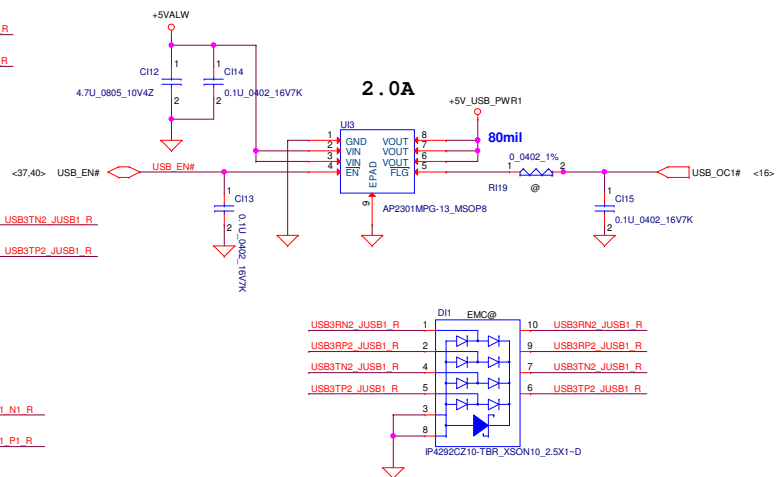 +5VALW
_R
_R
1
1
CI12
CI14
4.7U_0805_10V4Z
0.1U_0402_16V7K
2
2
2.0A
+5V_USB_PWR1
UI3
80mil
1 GND VOUT 8
2 VIN VOUT 7
3 VIN VOUT 6
4 EN FLG 5
EPAD
9
AP2301MPG-13_MSOP8
<37,40> USB_EN# USB_EN#
0_0402_1%
1 2
RI19 @
USB_OC1# <16>
1
CI13
2
0.1U_0402_16V7K
1
CI15
0.1U_0402_16V7K
2
USB3TN2_JUSB1_R
USB3TP2_JUSB1_R
DI1 EMC@
USB3RN2_JUSB1_R 1 10 USB3RN2_JUSB1_R
USB3RP2_JUSB1_R 2 9 USB3RP2_JUSB1_R
USB3TN2_JUSB1_R 4 7 USB3TN2_JUSB1_R
USB3TP2_JUSB1_R 5 6 USB3TP2_JUSB1_R
3
8
IP4292CZ10-TBR_XSON10_2.5X1~D
1_N1_R
1_P1_R